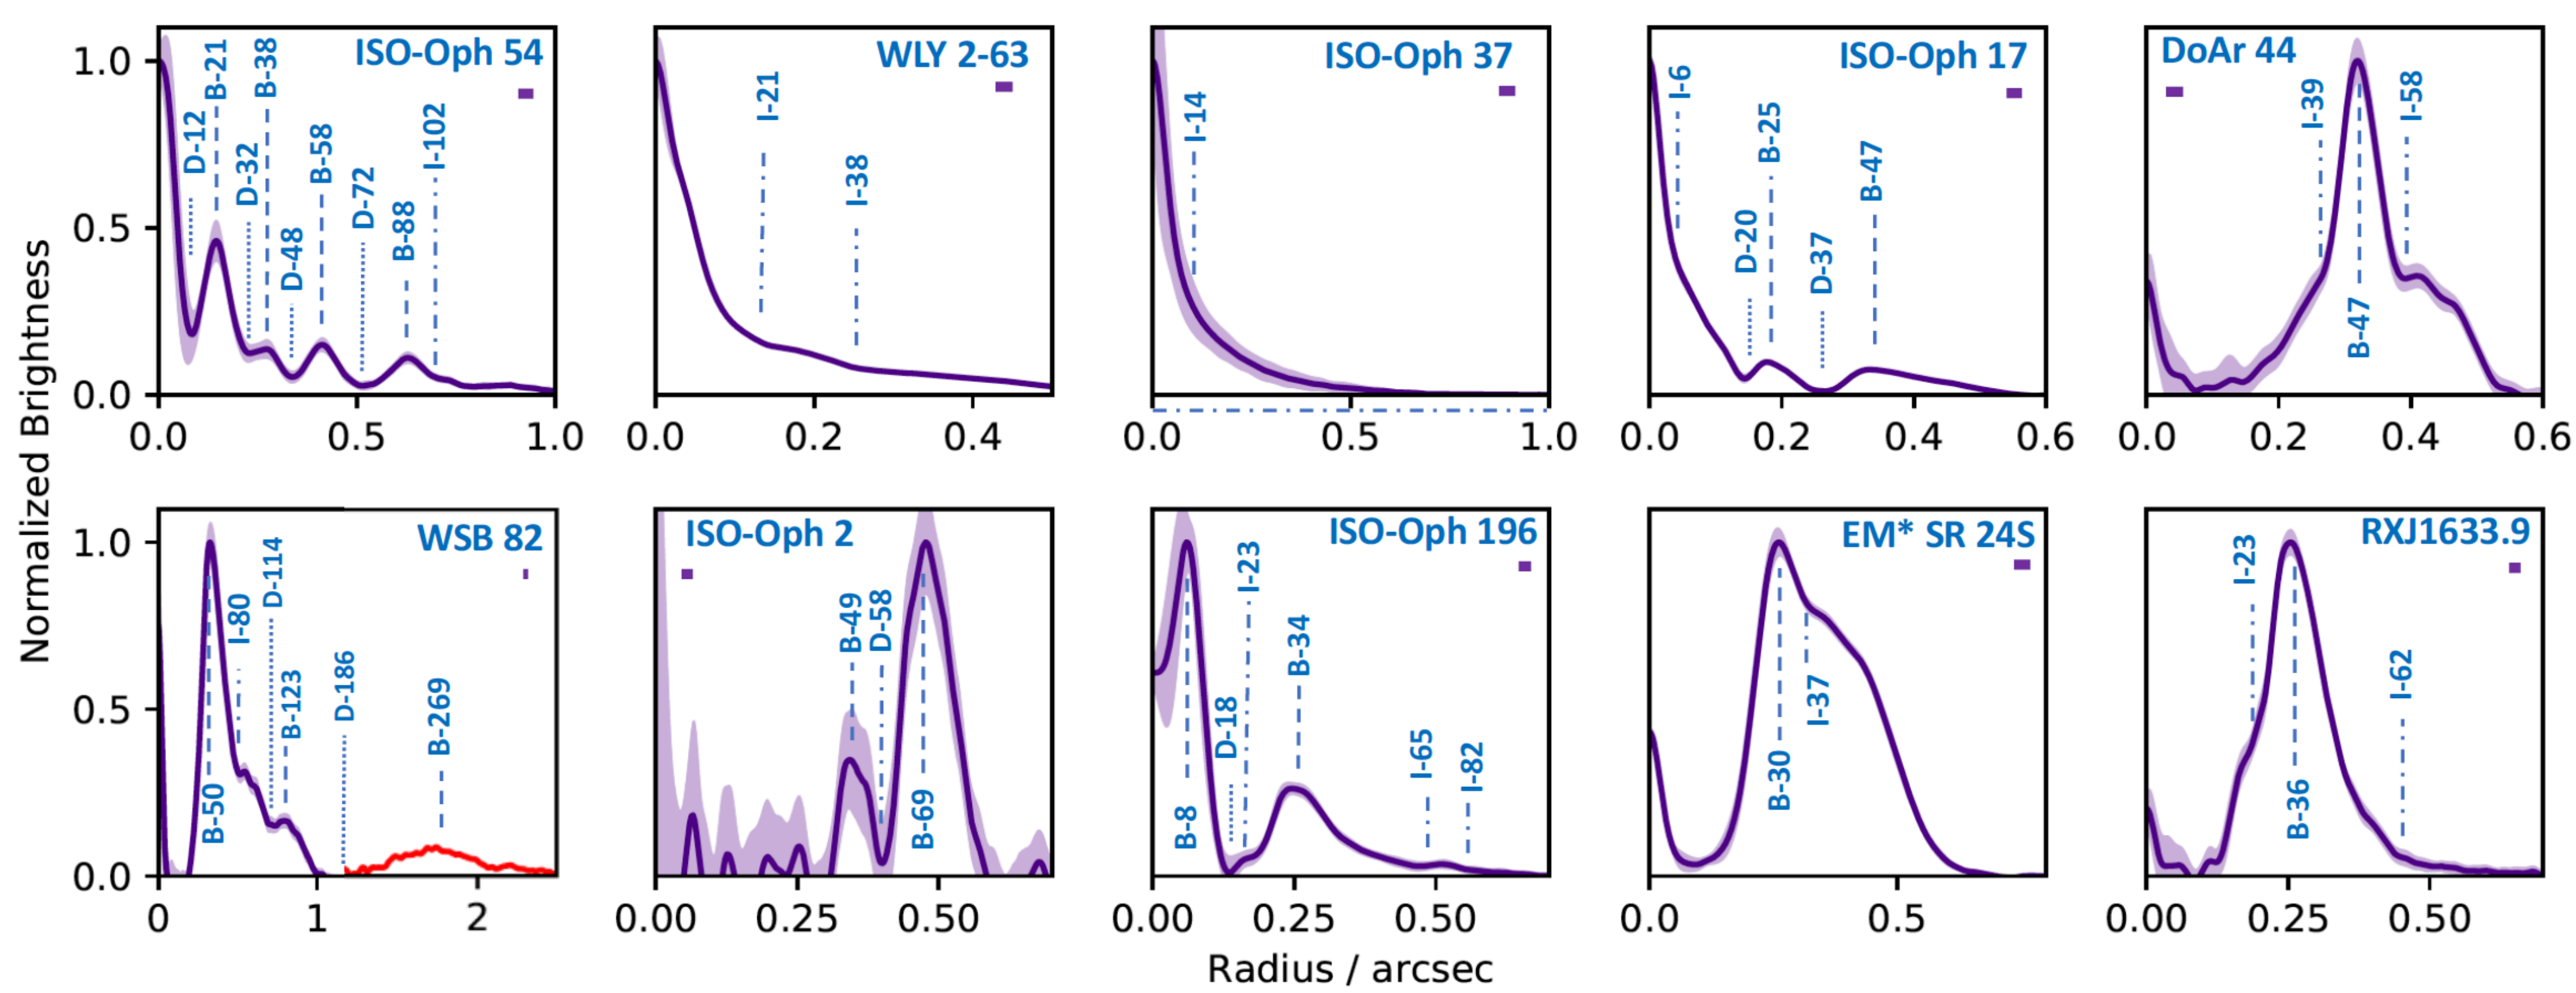 Normalized Brightness
ISO-Oph 54
D-12
B-21
D-32
B-38
D-48
B-58
D-72
B-88
I-102
1.0
0.5
0.0
0.0 0.5 1.0
WLY 2-63
I-21
I-38
0.0 0.2 0.4
ISO-Oph 37
I-14
0.0 0.5 1.0
ISO-Oph 17
I-6
D-20
B-25
D-37
B-47
0.0 0.2 0.4 0.6
DoAr 44
I-39
B-47
I-58
0.0 0.2 0.4 0.6
WSB 82
B-50
I-80
D-114
B-123
D-186
B-269
1.0
0.5
0.0
0 1 2
ISO-Oph 2
B-49
D-58
B-69
0.00 0.25 0.50
ISO-Oph 196
B-8
D-18
I-23
B-34
I-65
I-82
0.00 0.25 0.50
EM* SR 24S
B-30
I-37
0.0 0.5
RXJ1633.9
I-23
B-36
I-62
0.00 0.25 0.50
Radius / arcsec